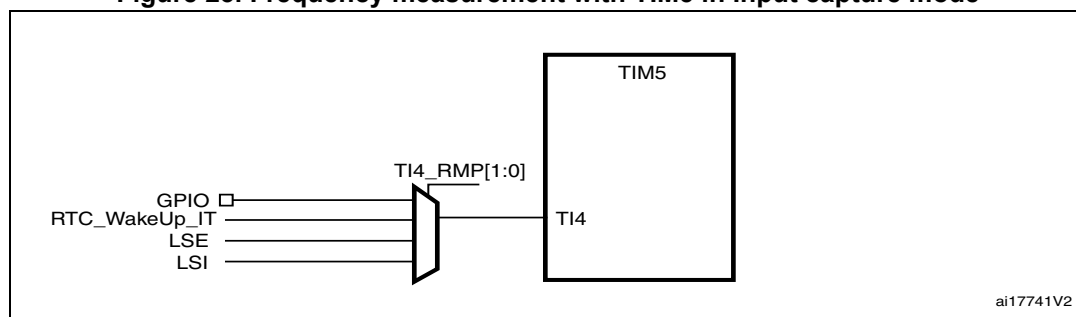 Figure 23. Frequency measurement with TIM5 in Input capture mode
TIM5
TI4_RMP[1:0]
GPIO
RTC_WakeUp_IT
TI4
LSE
LSI
ai17741V2